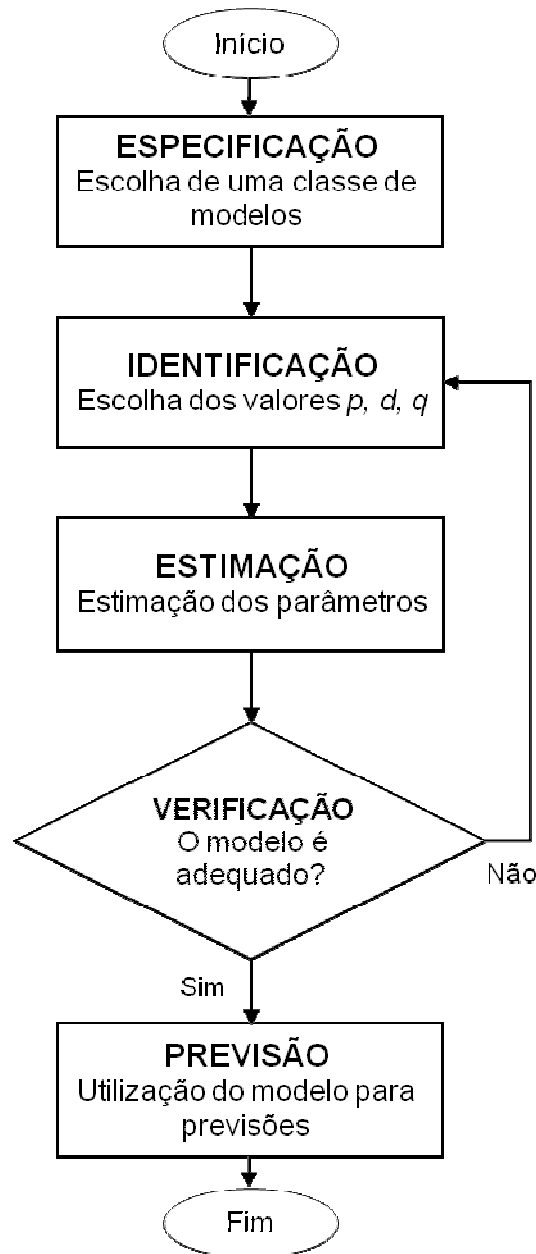 Início
ESPECIFICAÇÃO
Escolha de uma classe de
modelos
IDENTIFICAÇÃO
Escolha dos valores p, d, q
ESTIMAÇÃO
Estimação dos parâmetros
VERIFICAÇÃO
O modelo é
adequado?
Não
Sim
PREVISÃO
Utilização do modelo para
previsões
Fim